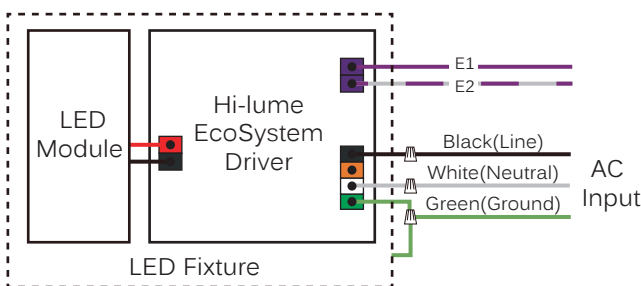 E1
E2
LED
Module
Hi-lume
EcoSystem
Driver
Black(Line)
White(Neutral)
Green(Ground)
AC
Input
LED Fixture